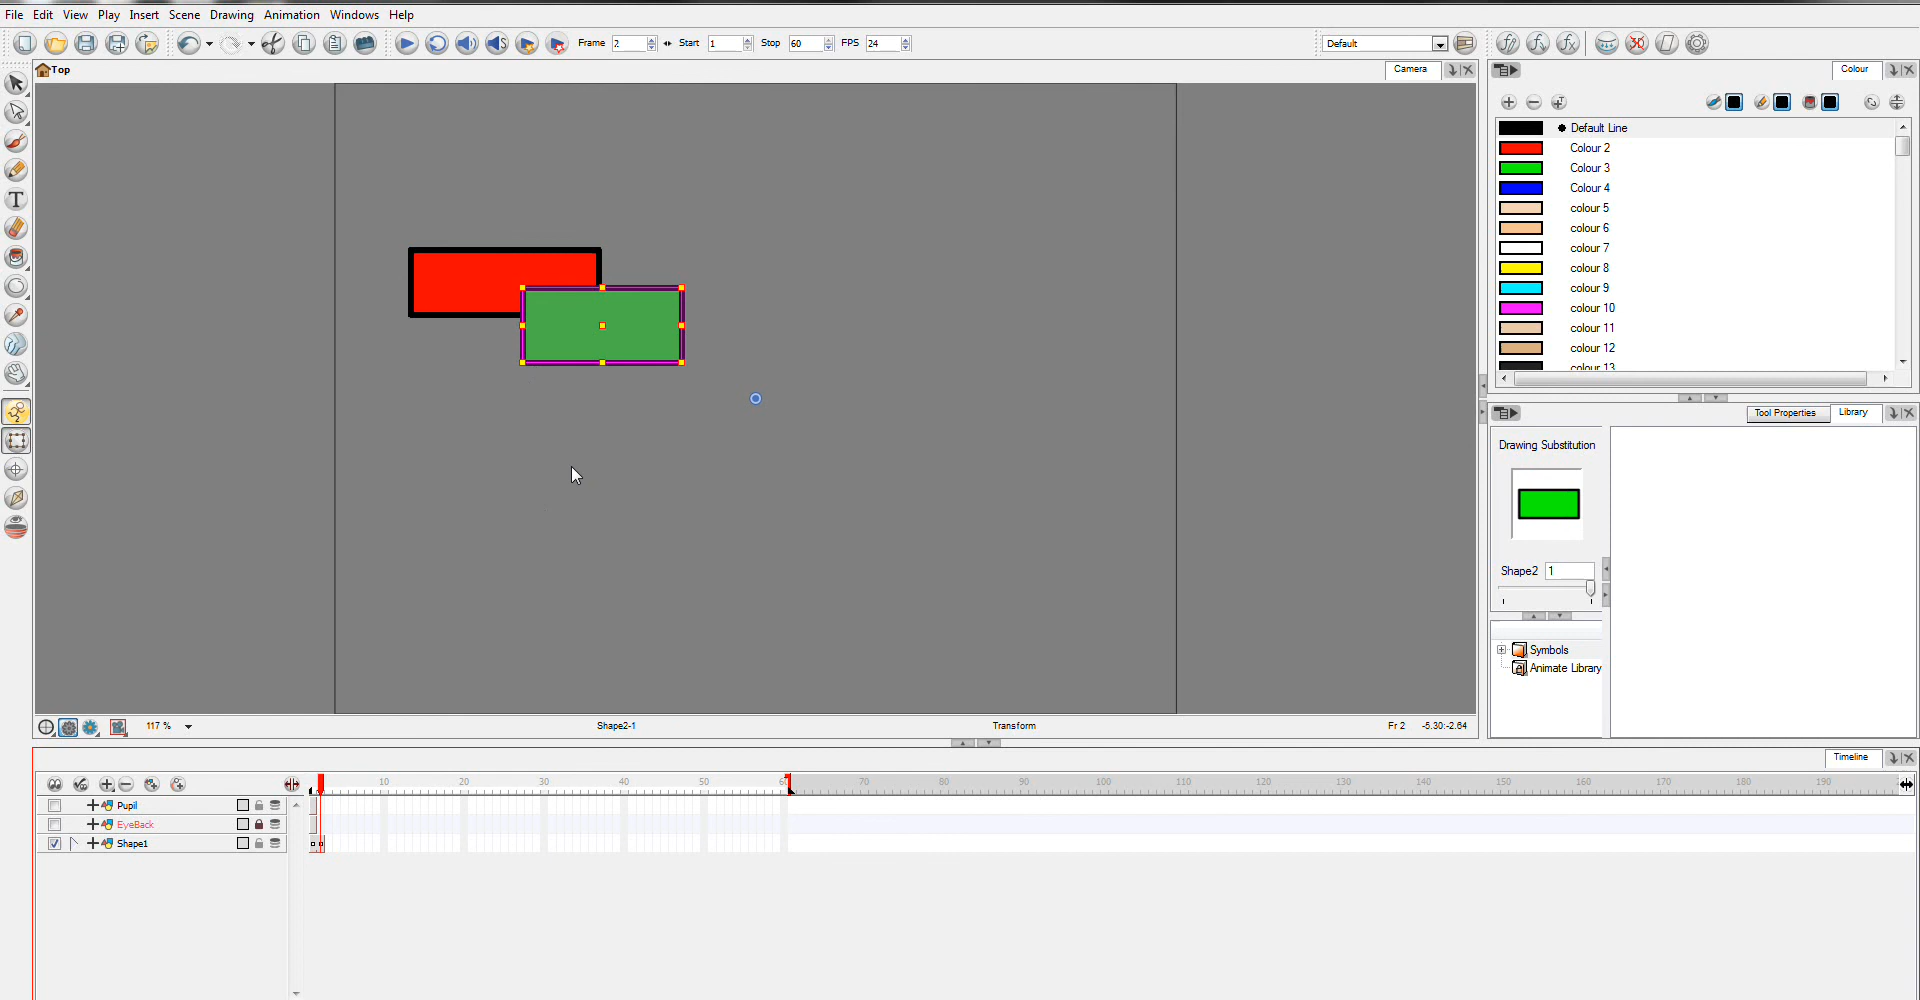 File Edit View Play Insert Scene Drawing Animation Windows Help
Frame 2 Start 1 Stop 60 FPS 24 Default
Top Camera Colour
Default Line
Colour 2
Colour 3
Colour 4
colour 5
colour 6
colour 7
colour 8
colour 9
colour 10
colour 11
colour 12
colour 13
Tool Properties Library
Drawing Substitution
Shape2 1
Symbols
Animate Library
117 % Shape2-1 Transform Fr 2 -5.30:-2.64
Timeline
10 20 30 40 50 60 70 80 90 100 110 120 130 140 150 160 170 180 190
Pupil
EyeBack
Shape1